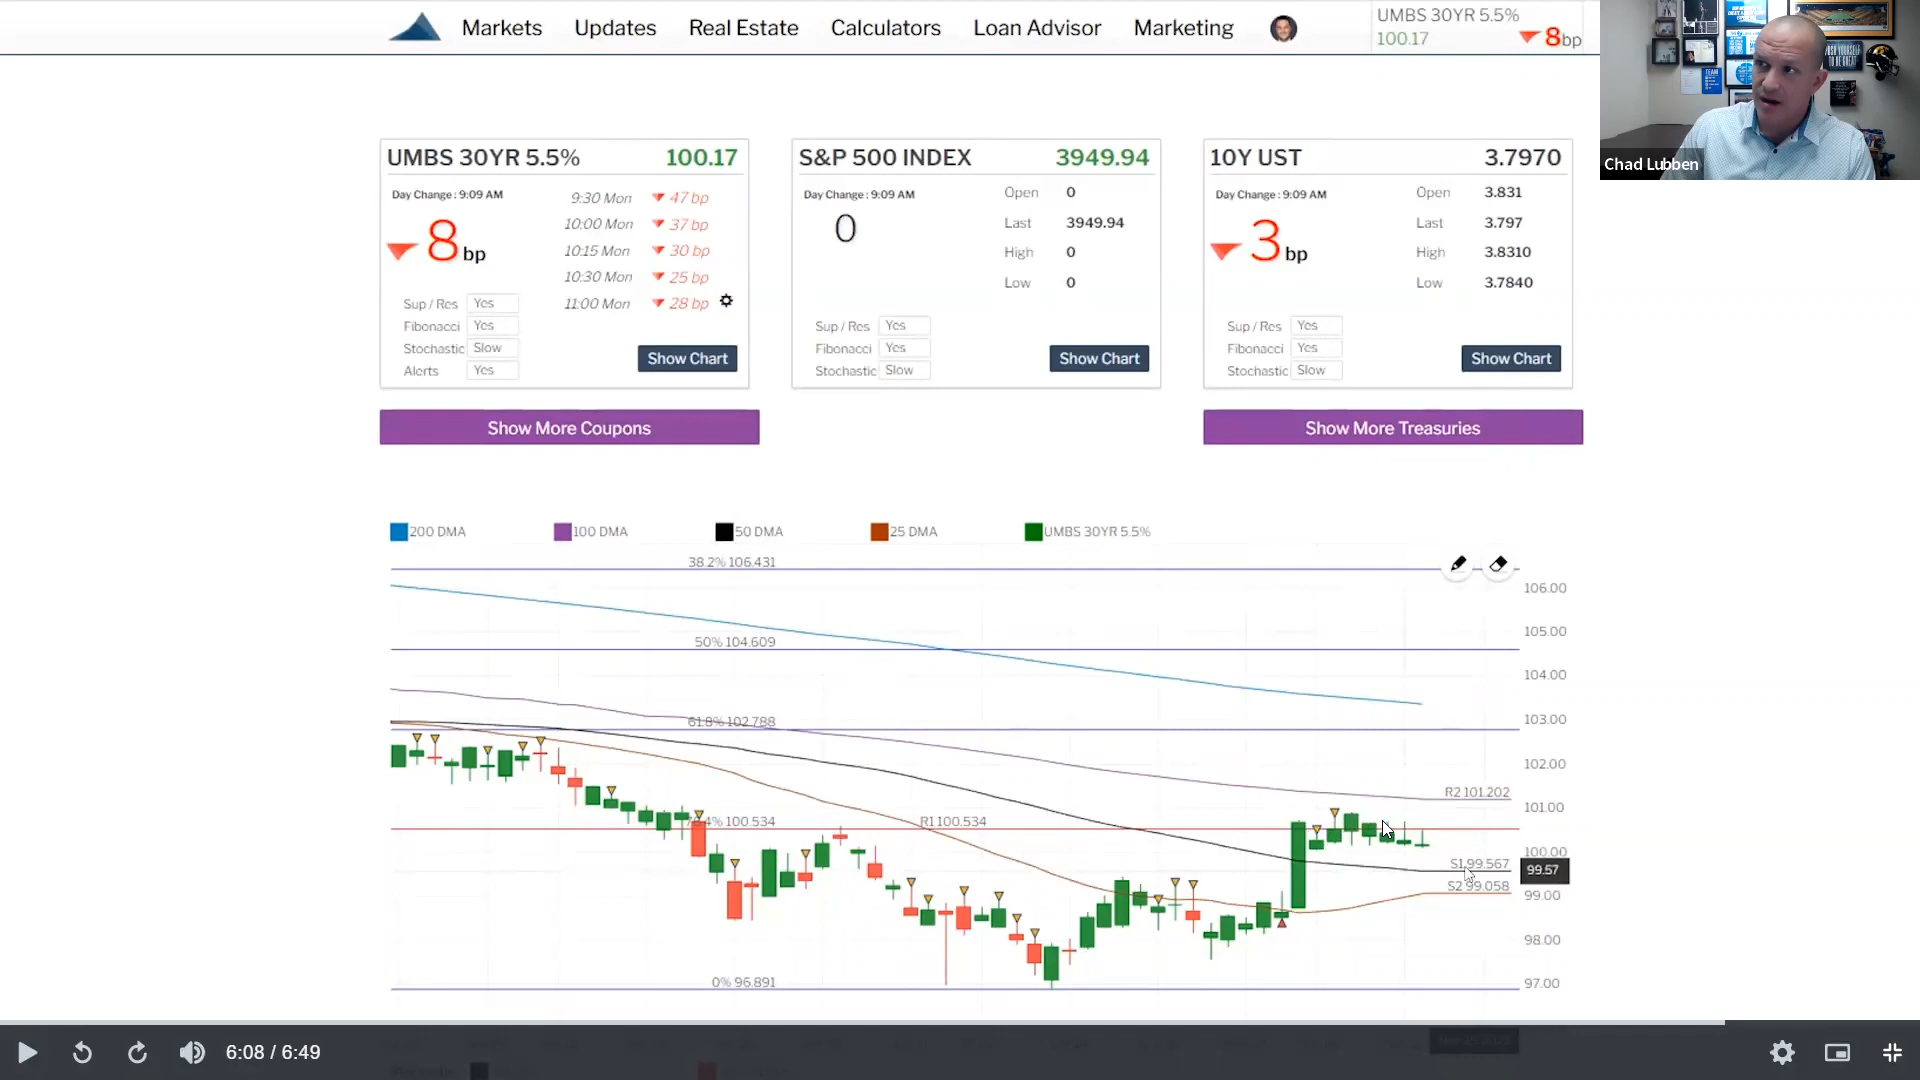 Markets Updates Real Estate Calculators Loan Advisor Marketing
UMBS 30YR 5.5%
100.17 8bp
Chad Lubben
UMBS 30YR 5.5% 100.17
Day Change : 9:09 AM
8 bp
9:30 Mon 47 bp
10:00 Mon 37 bp
10:15 Mon 30 bp
10:30 Mon 25 bp
11:00 Mon 28 bp
Sup / Res Yes
Fibonacci Yes
Stochastic Slow
Alerts Yes
Show Chart
S&P 500 INDEX 3949.94
Day Change : 9:09 AM
0
Open 0
Last 3949.94
High 0
Low 0
Sup / Res Yes
Fibonacci Yes
Stochastic Slow
Show Chart
10Y UST 3.7970
Day Change : 9:09 AM
3 bp
Open 3.831
Last 3.797
High 3.8310
Low 3.7840
Sup / Res Yes
Fibonacci Yes
Stochastic Slow
Show Chart
Show More Coupons
Show More Treasuries
200 DMA 100 DMA 50 DMA 25 DMA UMBS 30YR 5.5%
38.2% 106.431
106.00
105.00
50% 104.609
104.00
103.00
61.8% 102.788
102.00
R2 101.202
101.00
100.534
R1 100.534
100.00
S1 99.567
99.57
S2 99.058
99.00
98.00
0% 96.891
97.00
6:08 / 6:49